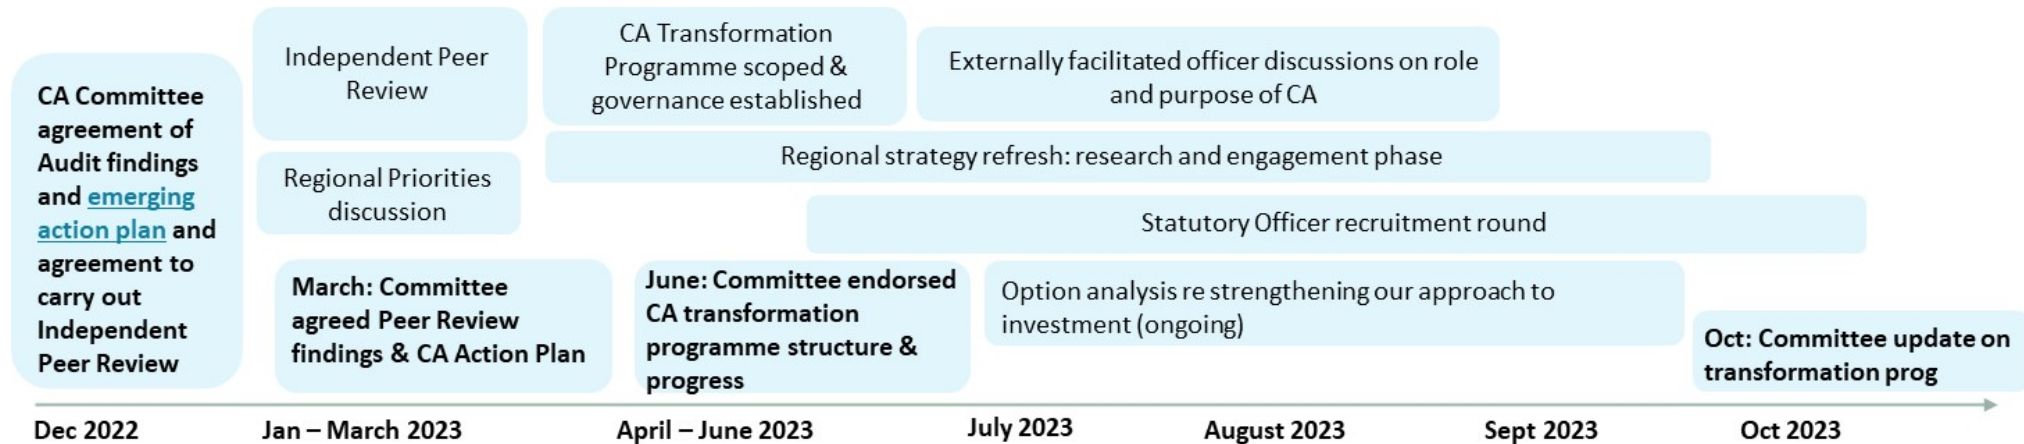 CA Committee
agreement of
Audit findings
and emerging
action plan and
agreement to
carry out
Independent
Peer Review
Independent Peer
Review
Regional Priorities
discussion
March: Committee
agreed Peer Review
findings & CA Action Plan
CA Transformation
Programme scoped &
governance established
Externally facilitated officer discussions on role
and purpose of CA
Regional strategy refresh: research and engagement phase
Statutory Officer recruitment round
June: Committee endorsed
CA transformation
programme structure &
progress
Option analysis re strengthening our approach to
investment (ongoing)
Oct: Committee update on
transformation prog
Dec 2022
Jan – March 2023
April – June 2023
July 2023
August 2023
Sept 2023
Oct 2023